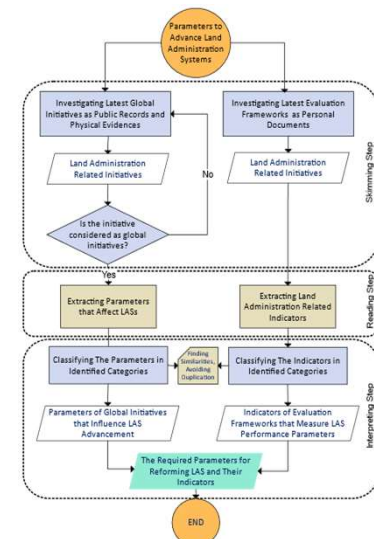 Parameters to
Advance Land
Administration
Systems
Investigating Latest Global
Initiatives as Public Records and
Physical Evidences
Investigating Latest Evaluation
Frameworks as Personal
Documents
Land Administration
Related Initiatives
Land Administration
Related Initiatives
No
Is the initiative
considered as global
initiatives?
Skimming Step
Yes
Extracting Parameters
that Affect LASs
Extracting Land
Administration Related
Indicators
Reading Step
Classifying The Parameters in
Identified Categories
Finding
Similarities,
Avoiding
Duplication
Classifying The Indicators in
Identified Categories
Parameters of Global Initiatives
that Influence LAS
Advancement
Indicators of Evaluation
Frameworks that Measure LAS
Performance Parameters
The Required Parameters for
Reforming LAS and Their
Indicators
Interpreting Step
END